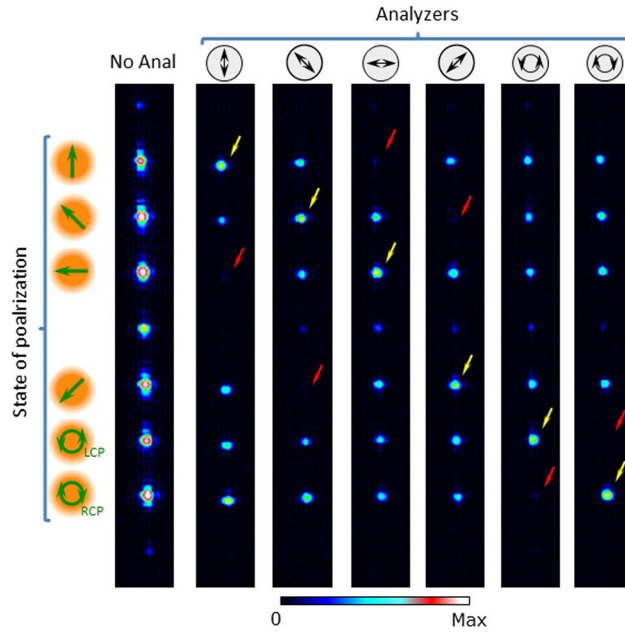 Analyzers
No Anal
State of poalrization
LCP
RCP
0 Max